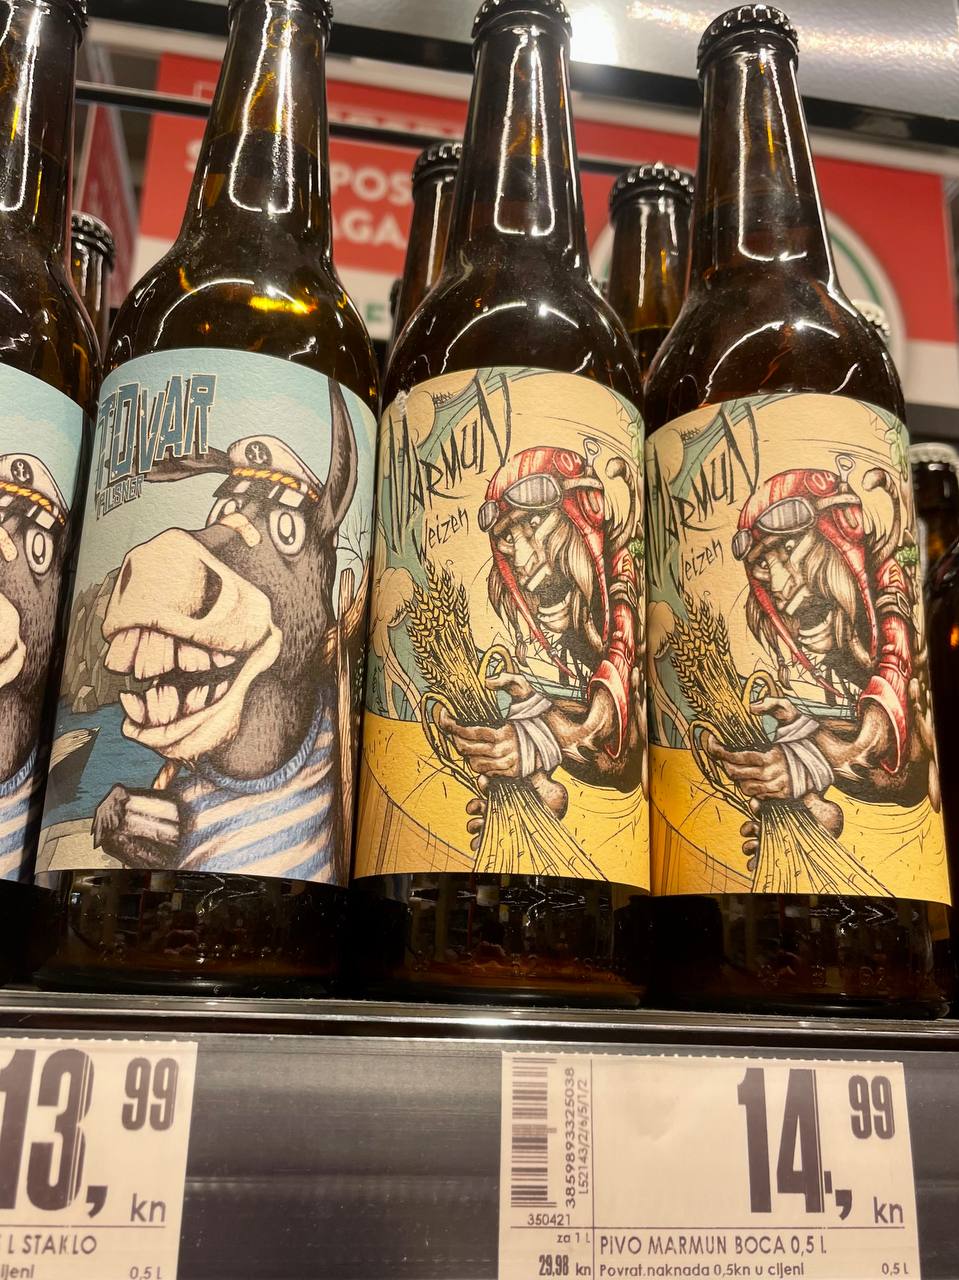 TOVAR
PILSNER
MARMUN
Weizen
MARMUN
Weizen
13,99 kn
L STAKLO
0,5 L
3859893325038
L52143/2/6/5/1/2
350421
14,99 kn
za 1 L
29,98 kn
PIVO MARMUN BOCA 0,5 L
Povrat.naknada 0,5kn u cijeni
0,5 L